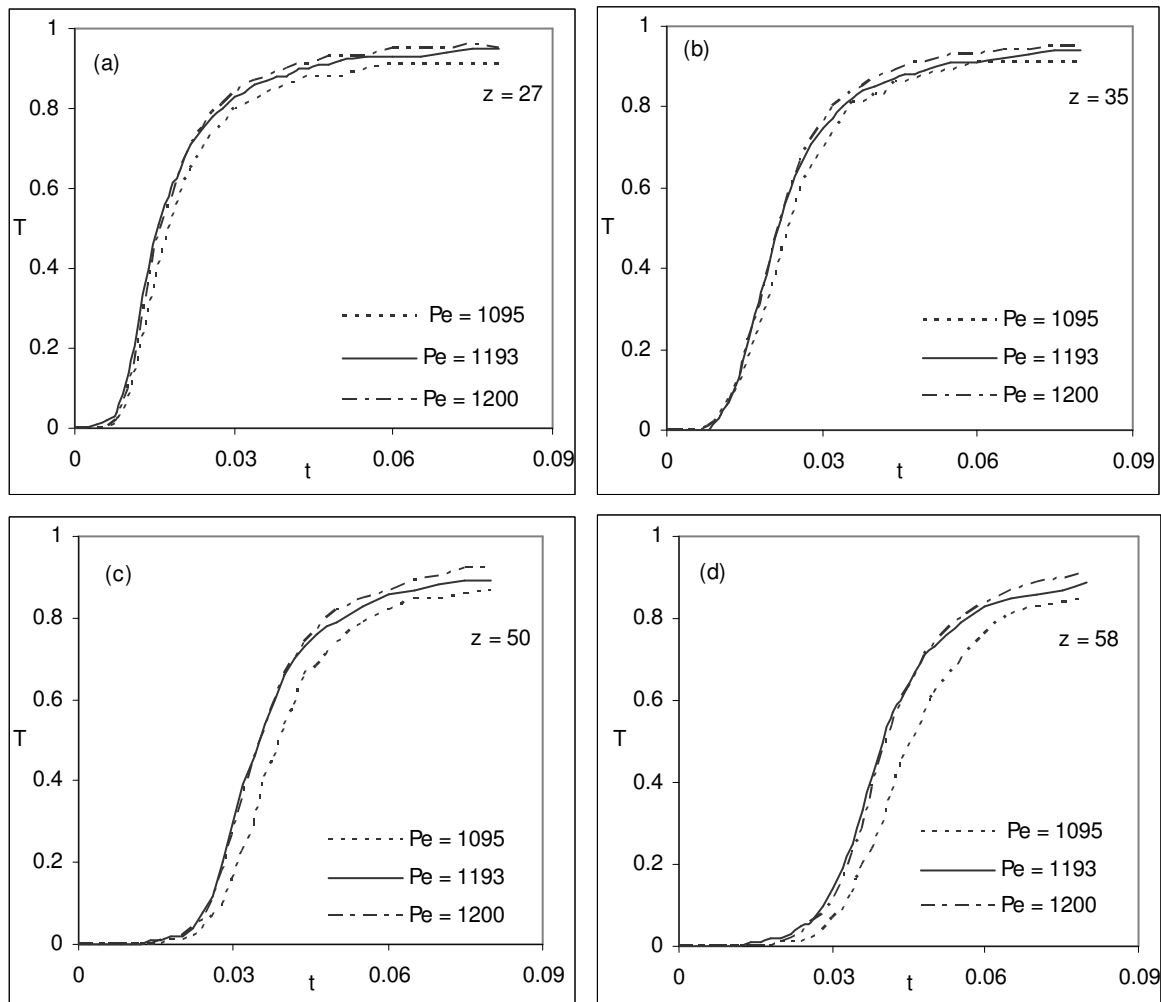 1
(a)
z = 27
0.8
0.6
T
0.4
Pe = 1095
0.2
Pe = 1193
Pe = 1200
0
0
0.03
0.06
0.09
t
1
(b)
z = 35
0.8
0.6
T
0.4
Pe = 1095
0.2
Pe = 1193
Pe = 1200
0
0
0.03
0.06
0.09
t
1
(c)
z = 50
0.8
0.6
T
0.4
Pe = 1095
0.2
Pe = 1193
Pe = 1200
0
0
0.03
0.06
0.09
t
1
(d)
z = 58
0.8
0.6
T
0.4
Pe = 1095
0.2
Pe = 1193
Pe = 1200
0
0
0.03
0.06
0.09
t